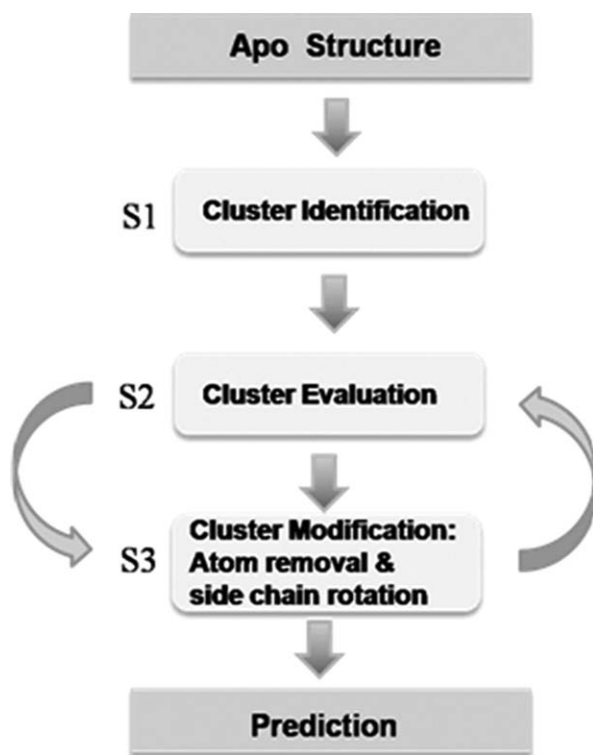 Apo Structure
S1
Cluster Identification
S2
Cluster Evaluation
S3
Cluster Modification:
Atom removal &
side chain rotation
Prediction